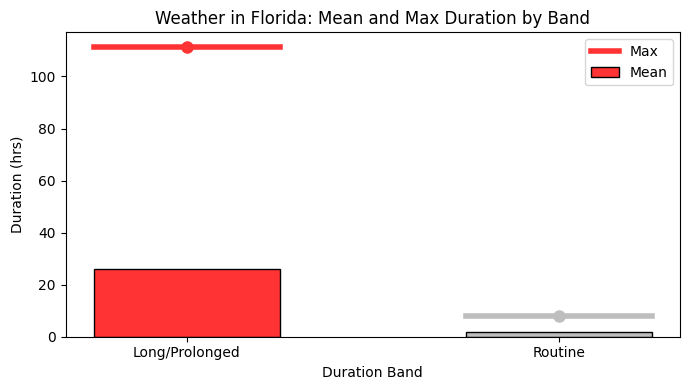 Weather in Florida: Mean and Max Duration by Band
Max
Mean
Duration (hrs)
100
80
60
40
20
0
Long/Prolonged
Routine
Duration Band